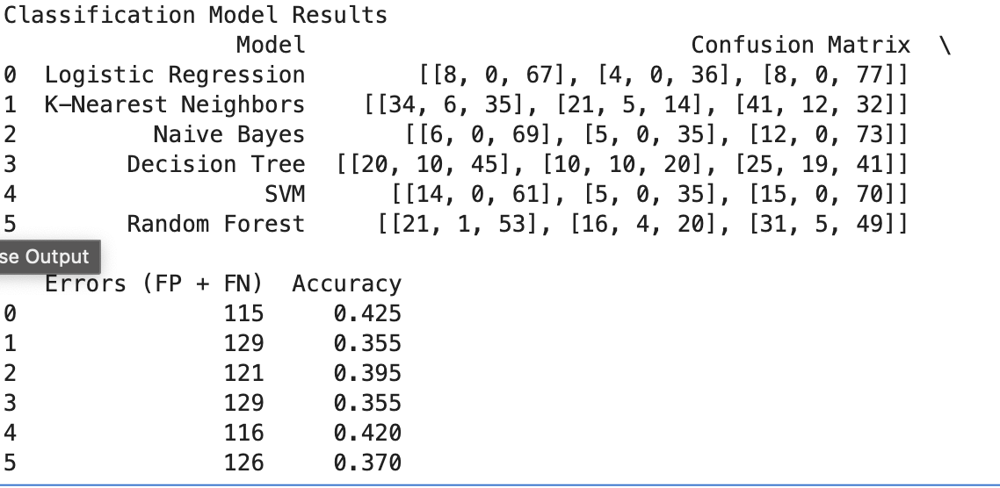 Classification Model Results
Model Confusion Matrix \
0 Logistic Regression [[8, 0, 67], [4, 0, 36], [8, 0, 77]]
1 K-Nearest Neighbors [[34, 6, 35], [21, 5, 14], [41, 12, 32]]
2 Naive Bayes [[6, 0, 69], [5, 0, 35], [12, 0, 73]]
3 Decision Tree [[20, 10, 45], [10, 10, 20], [25, 19, 41]]
4 SVM [[14, 0, 61], [5, 0, 35], [15, 0, 70]]
5 Random Forest [[21, 1, 53], [16, 4, 20], [31, 5, 49]]
se Output
Errors (FP + FN) Accuracy
0 115 0.425
1 129 0.355
2 121 0.395
3 129 0.355
4 116 0.420
5 126 0.370